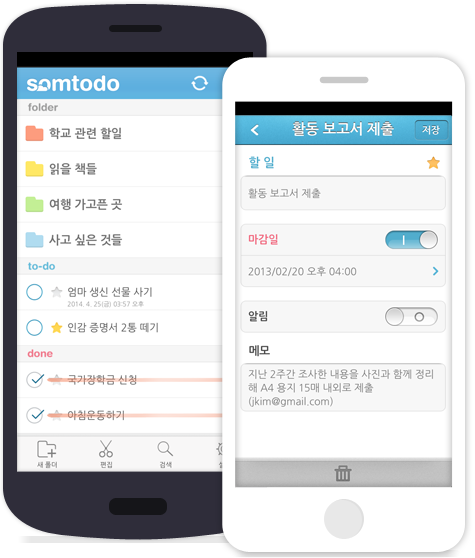 somtodo
folder
학교 관련 할일
읽을 책들
여행 가고픈 곳
사고 싶은 것들
to-do
엄마 생신 선물 사기
2014. 4. 25(금) 03:57 오후
인감 증명서 2통 떼기
done
국가장학금 신청
아침운동하기
새 폴더
편집
검색
활동 보고서 제출
저장
할 일
활동 보고서 제출
마감일
2013/02/20 오후 04:00
알림
메모
지난 2주간 조사한 내용을 사진과 함께 정리
해 A4 용지 15매 내외로 제출
(jkim@gmail.com)